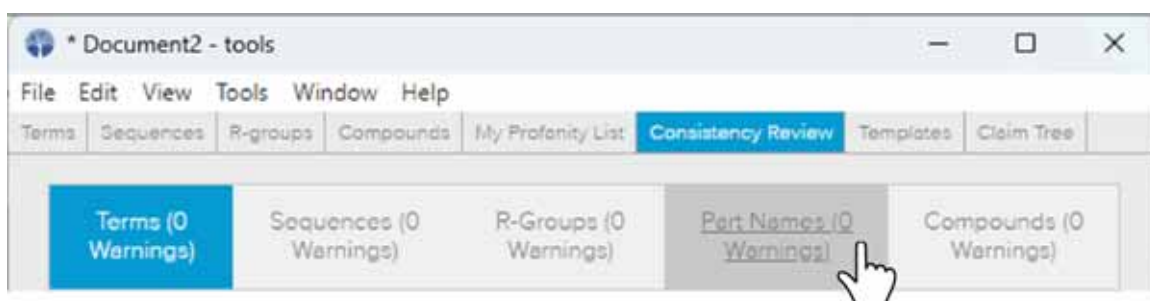 * Document2 - tools
File Edit View Tools Window Help
Terms Sequences R-groups Compounds My Profanity List Consistency Review Templates Claim Tree
Terms (0 Warnings)
Sequences (0 Warnings)
R-Groups (0 Warnings)
Part Names (0 Warnings)
Compounds (0 Warnings)